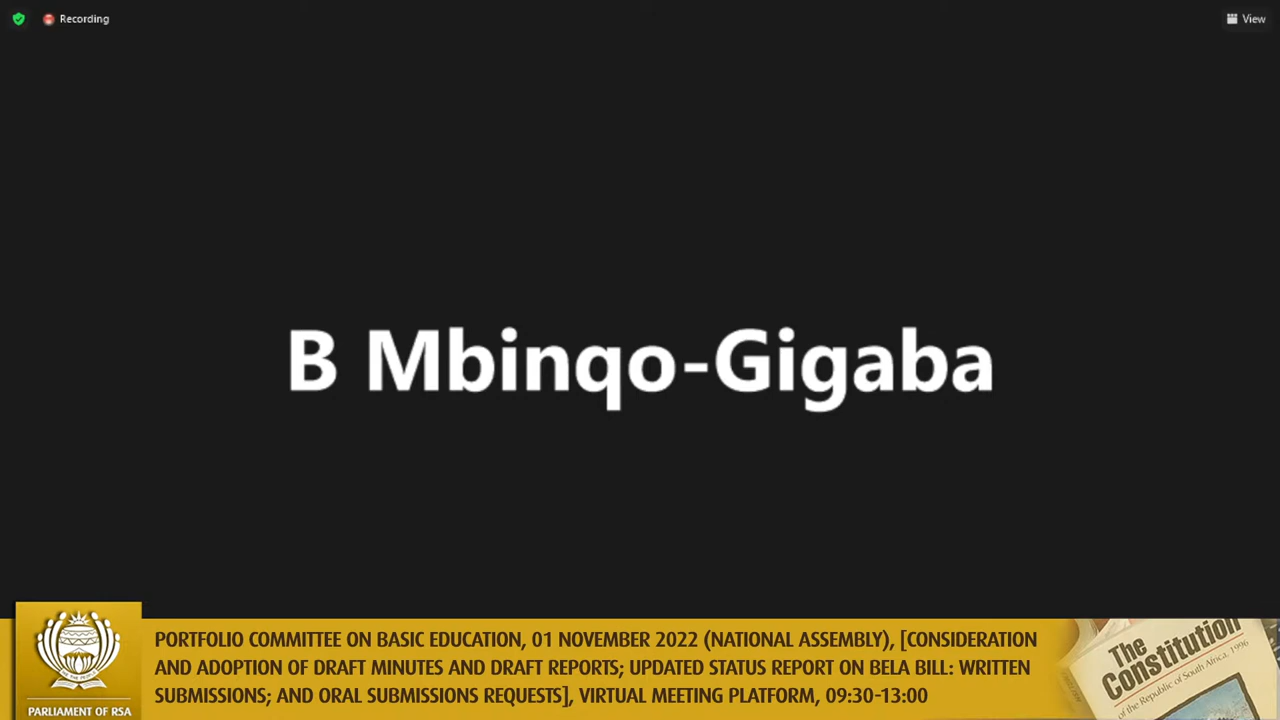 Recording
View
B Mbinqo-Gigaba
PORTFOLIO COMMITTEE ON BASIC EDUCATION, 01 NOVEMBER 2022 (NATIONAL ASSEMBLY), [CONSIDERATION
AND ADOPTION OF DRAFT MINUTES AND DRAFT REPORTS; UPDATED STATUS REPORT ON BELA BILL: WRITTEN
SUBMISSIONS; AND ORAL SUBMISSIONS REQUESTS], VIRTUAL MEETING PLATFORM, 09:30-13:00
PARLIAMENT OF RSA
The
Constitution
of the Republic of South Africa, 1996